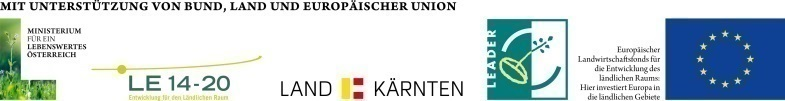 MIT UNTERSTÜTZUNG VON BUND, LAND UND EUROPÄISCHER UNION
MINISTERIUM
FÜR EIN
LEBENSWERTES
ÖSTERREICH
LE 14-20
Entwicklung für den Ländlichen Raum
LAND KÄRNTEN
LEADER
Europäischer
Landwirtschaftsfonds für
die Entwicklung des
ländlichen Raums:
Hier investiert Europa in
die ländlichen Gebiete